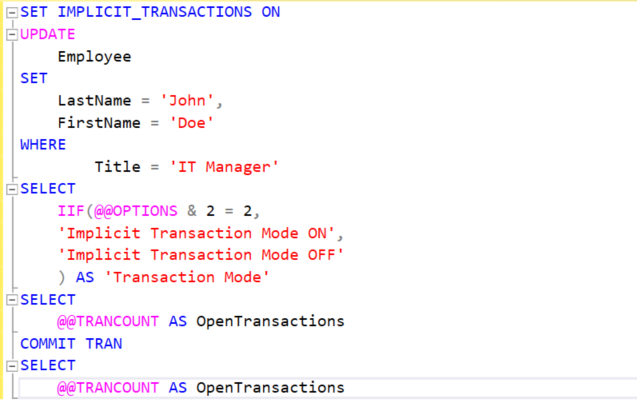 SET IMPLICIT_TRANSACTIONS ON
UPDATE
Employee
SET
LastName = 'John',
FirstName = 'Doe'
WHERE
Title = 'IT Manager'
SELECT
IIF(@@OPTIONS & 2 = 2,
'Implicit Transaction Mode ON',
'Implicit Transaction Mode OFF'
) AS 'Transaction Mode'
SELECT
@@TRANCOUNT AS OpenTransactions
COMMIT TRAN
SELECT
@@TRANCOUNT AS OpenTransactions